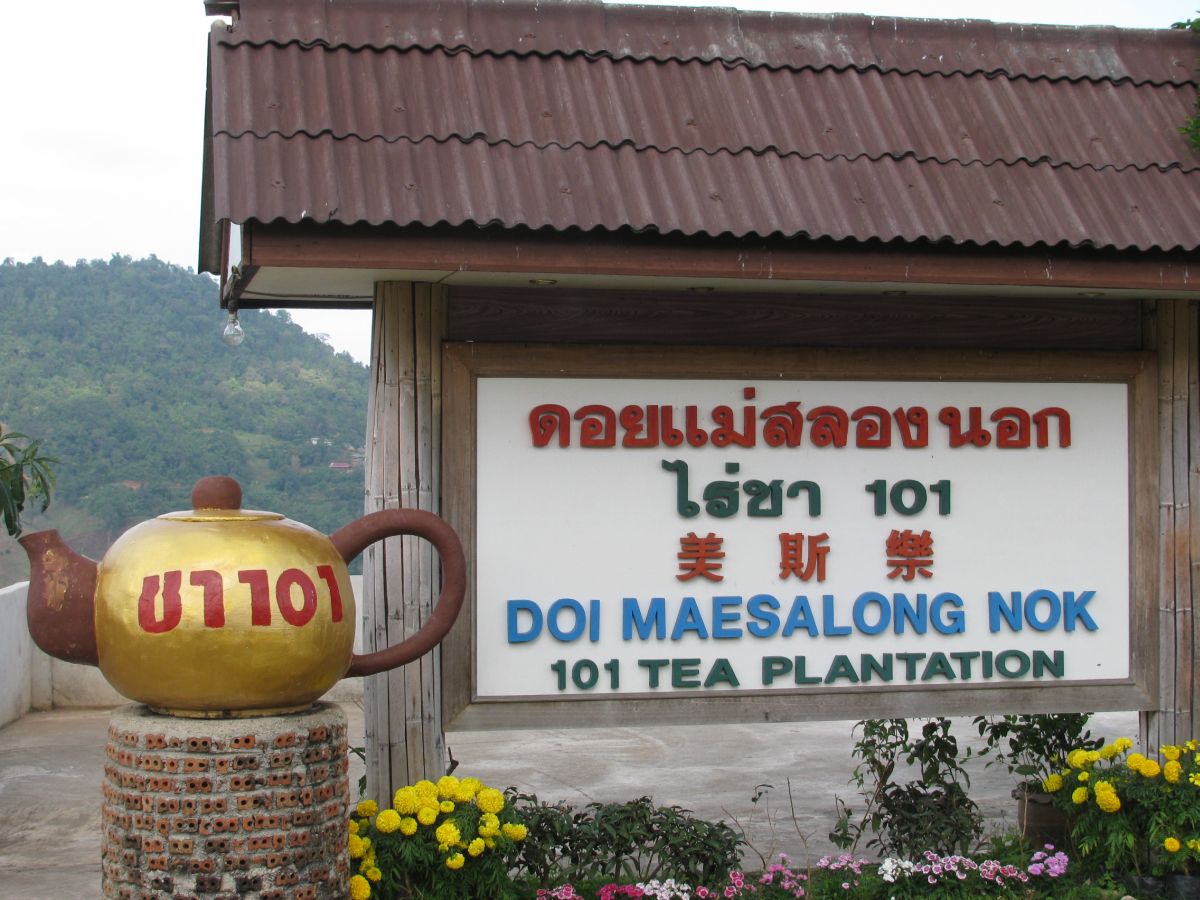 ดอยแม่สลองนอก
ไร่ชา 101
美斯樂
DOI MAESALONG NOK
101 TEA PLANTATION
ชา101